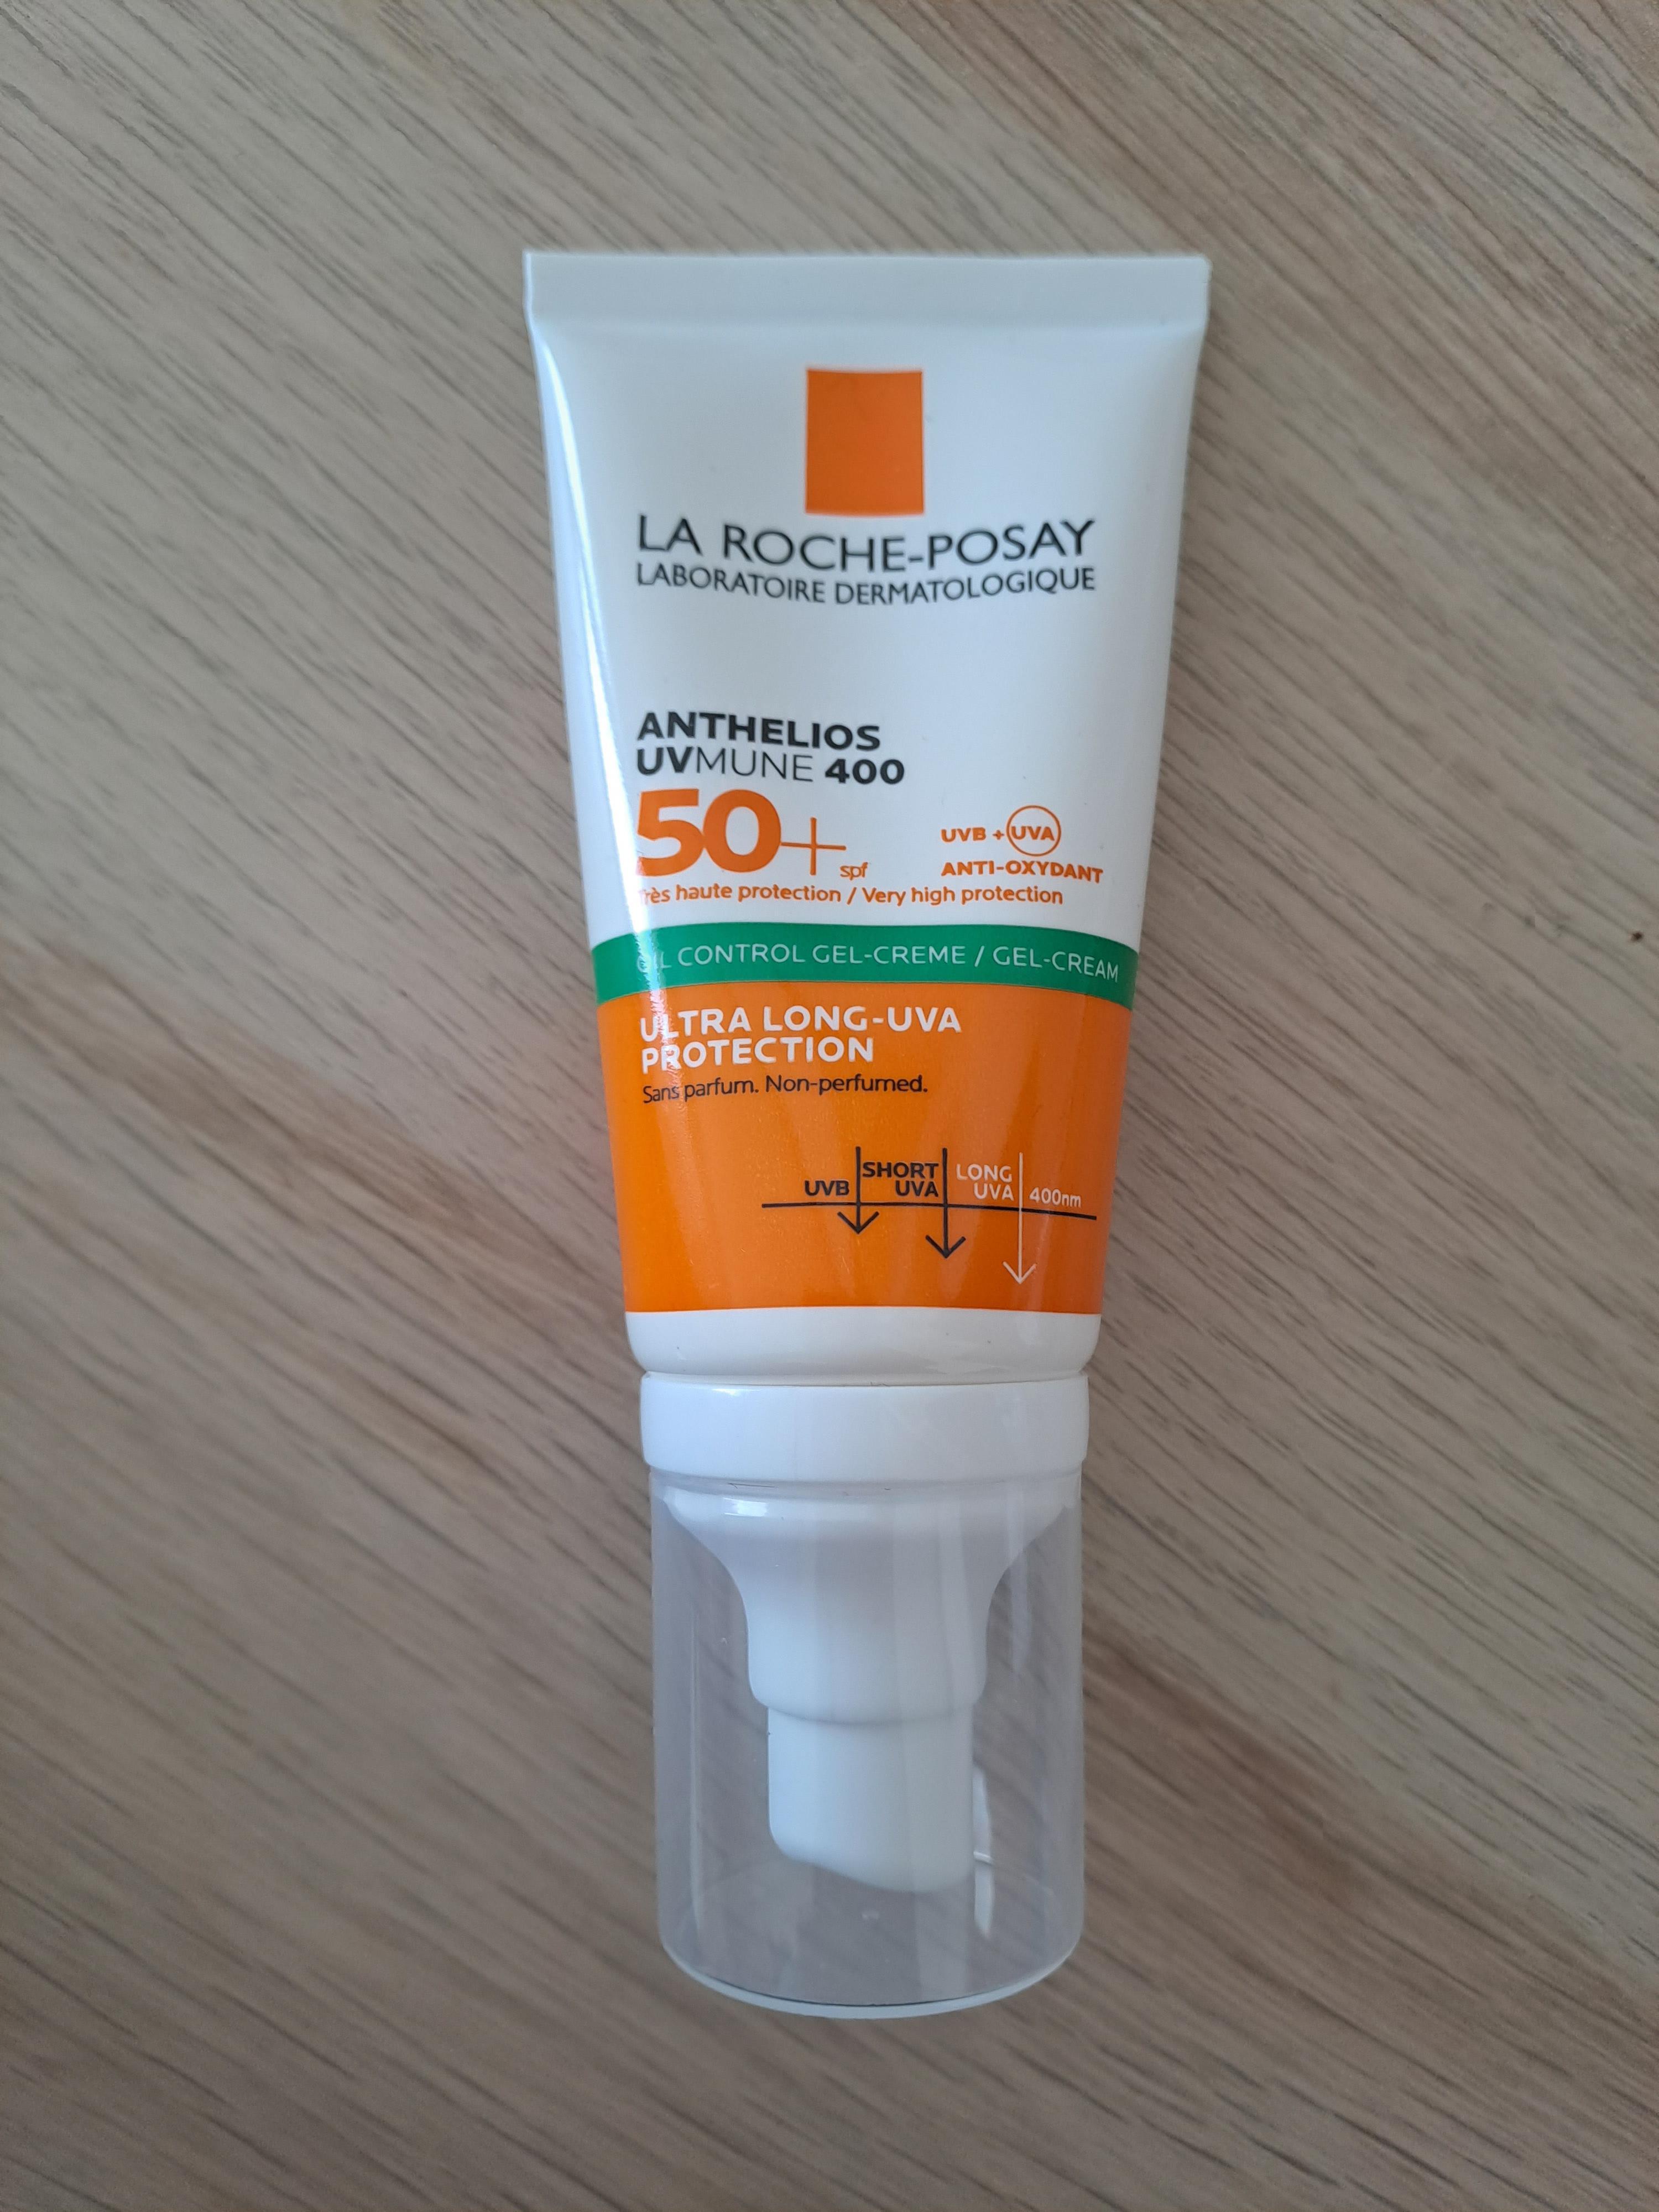 LA ROCHE-POSAY
LABORATOIRE DERMATOLOGIQUE
ANTHELIOS
UVMUNE 400
50+ spf
UVB + UVA
ANTI-OXYDANT
Très haute protection / Very high protection
OIL CONTROL GEL-CREME / GEL-CREAM
ULTRA LONG-UVA
PROTECTION
Sans parfum. Non-perfumed.
UVB
SHORT
UVA
LONG
UVA
400nm